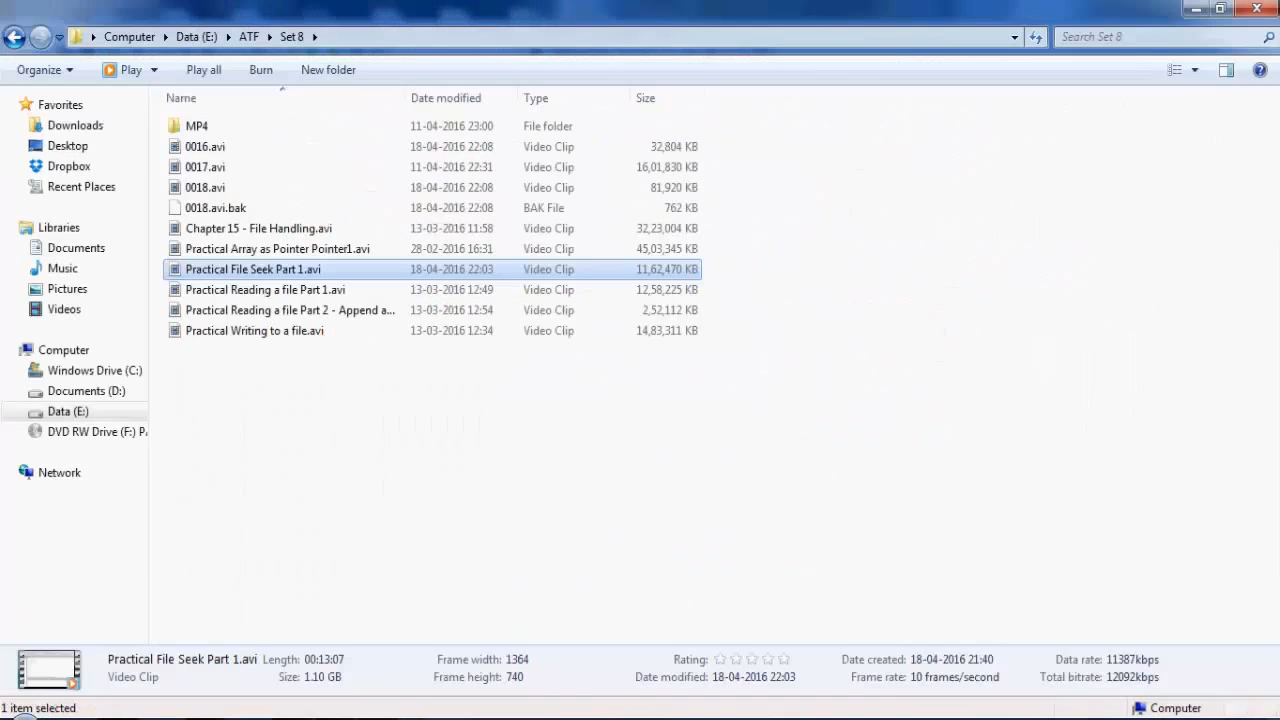 Computer Data (E:) ATF Set 8 Search Set 8
Organize Play Play all Burn New folder
Name Date modified Type Size
Favorites
Downloads
Desktop
Dropbox
Recent Places
Libraries
Documents
Music
Pictures
Videos
Computer
Windows Drive (C:)
Documents (D:)
Data (E:)
DVD RW Drive (F:) P
Network
MP4 11-04-2016 23:00 File folder
0016.avi 18-04-2016 22:08 Video Clip 32,804 KB
0017.avi 11-04-2016 22:31 Video Clip 16,01,830 KB
0018.avi 18-04-2016 22:08 Video Clip 81,920 KB
0018.avi.bak 18-04-2016 22:08 BAK File 762 KB
Chapter 15 - File Handling.avi 13-03-2016 11:58 Video Clip 32,23,004 KB
Practical Array as Pointer Pointer1.avi 28-02-2016 16:31 Video Clip 45,03,345 KB
Practical File Seek Part 1.avi 18-04-2016 22:03 Video Clip 11,62,470 KB
Practical Reading a file Part 1.avi 13-03-2016 12:49 Video Clip 12,58,225 KB
Practical Reading a file Part 2 - Append a... 13-03-2016 12:54 Video Clip 2,52,112 KB
Practical Writing to a file.avi 13-03-2016 12:34 Video Clip 14,83,311 KB
Practical File Seek Part 1.avi Length: 00:13:07 Frame width: 1364 Rating: Date created: 18-04-2016 21:40 Data rate: 11387kbps
Video Clip Size: 1.10 GB Frame height: 740 Date modified: 18-04-2016 22:03 Frame rate: 10 frames/second Total bitrate: 12092kbps
1 item selected Computer